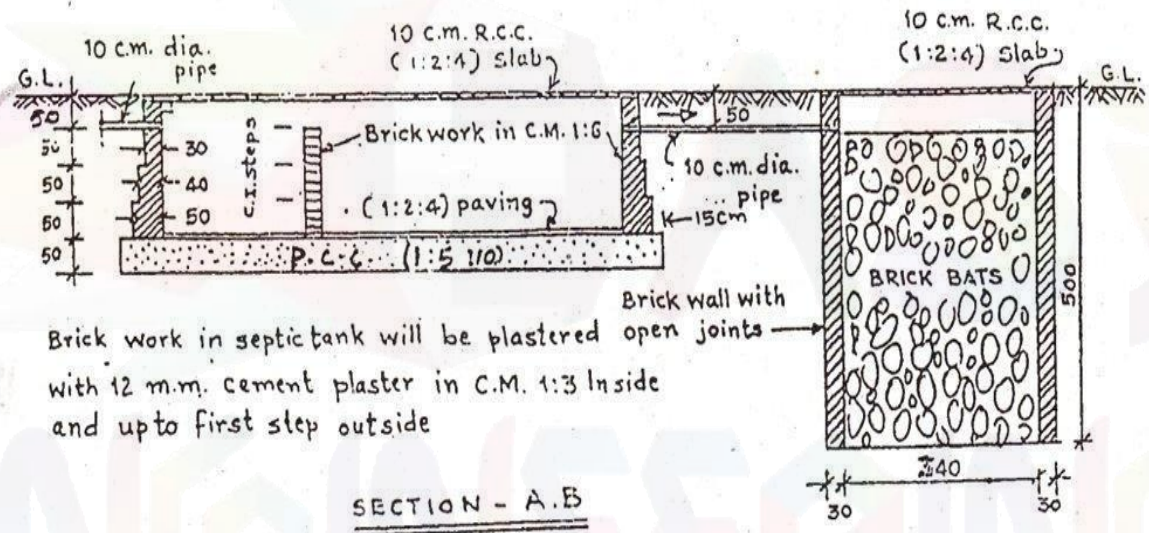 10 c.m. dia.
pipe
10 c.m. R.C.C.
(1:2:4) Slab
10 c.m. R.C.C.
(1:2:4) Slab
G.L.
G.L.
50
50
50
50
50
30
40
50
C.I. Steps
Brick work in C.M. 1:6
(1:2:4) paving
P.C.C. (1:5:10)
50
10 c.m. dia.
pipe
15cm
BRICK BATS
500
Brick wall with
open joints
Brick work in septic tank will be plastered
with 12 m.m. cement plaster in C.M. 1:3 Inside
and up to first step outside
30
30
SECTION - A.B